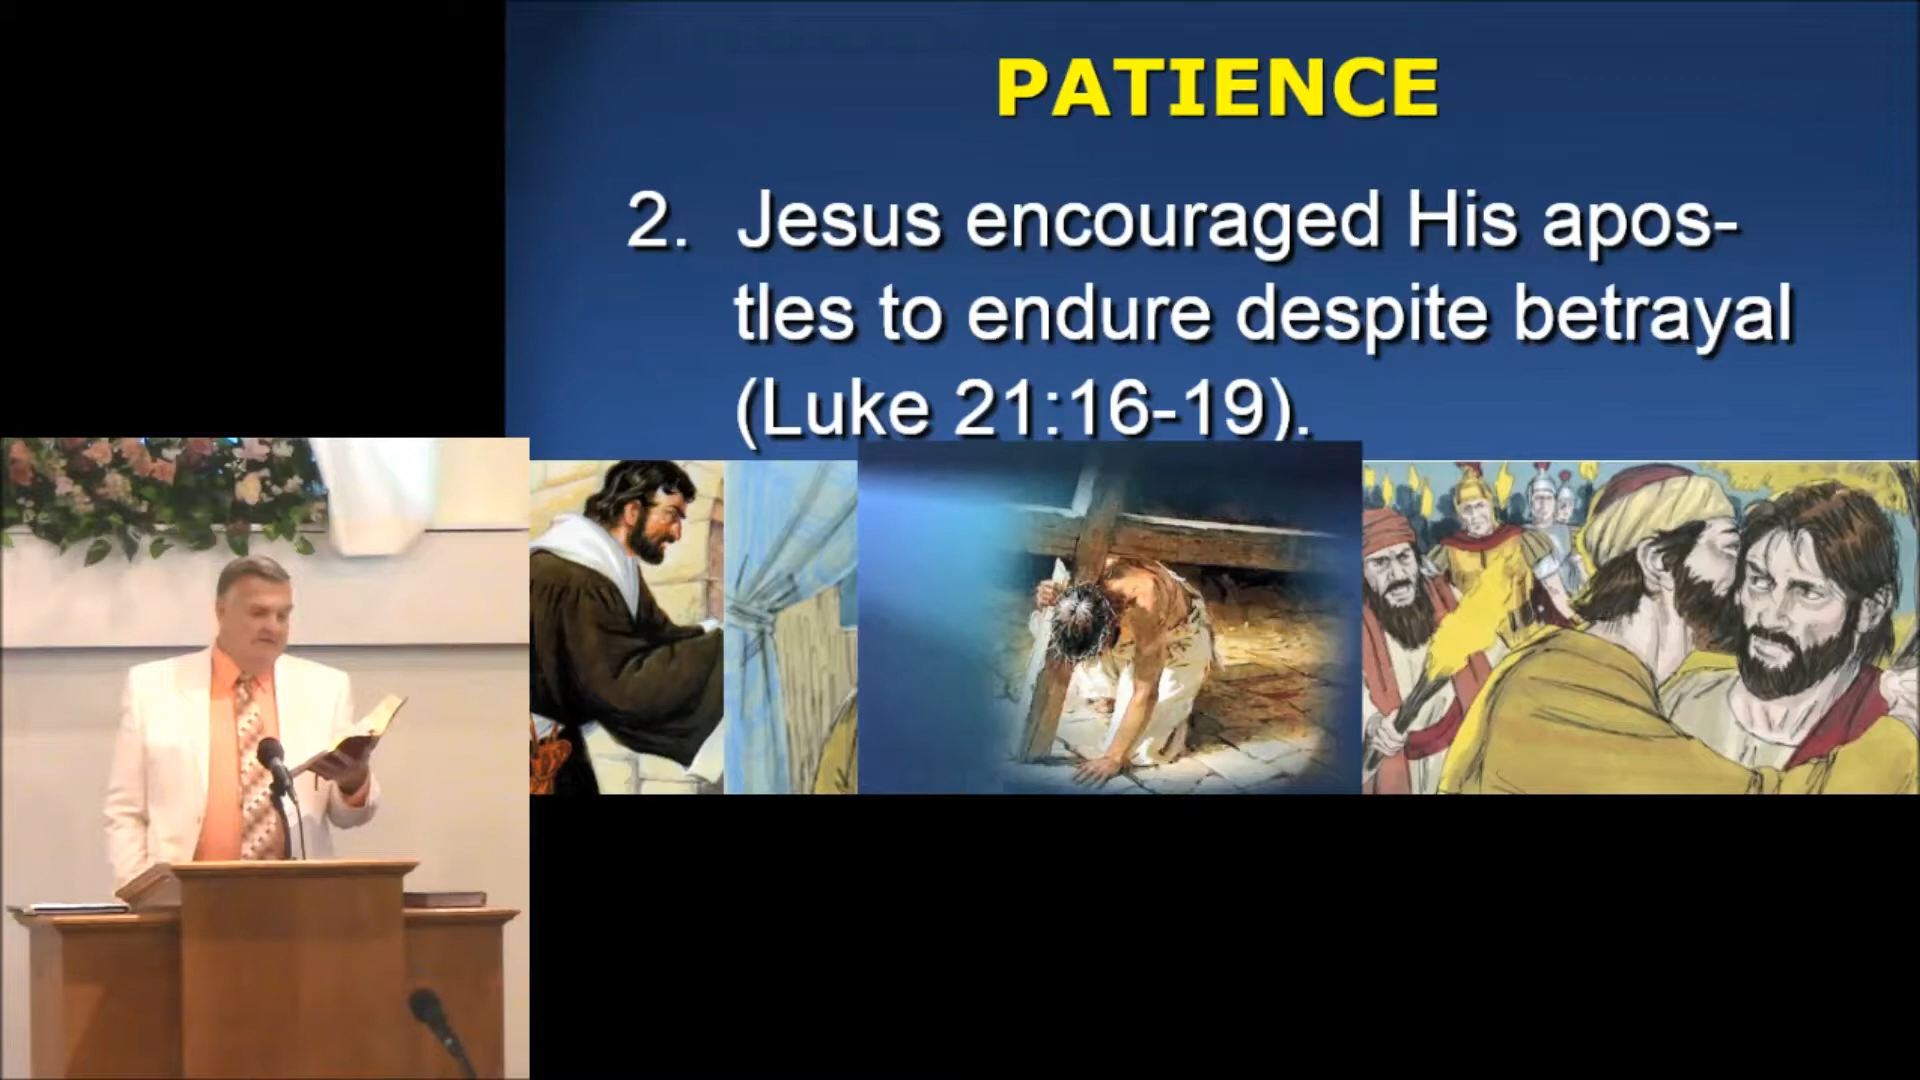 PATIENCE
2. Jesus encouraged His apos-
tles to endure despite betrayal
(Luke 21:16-19).